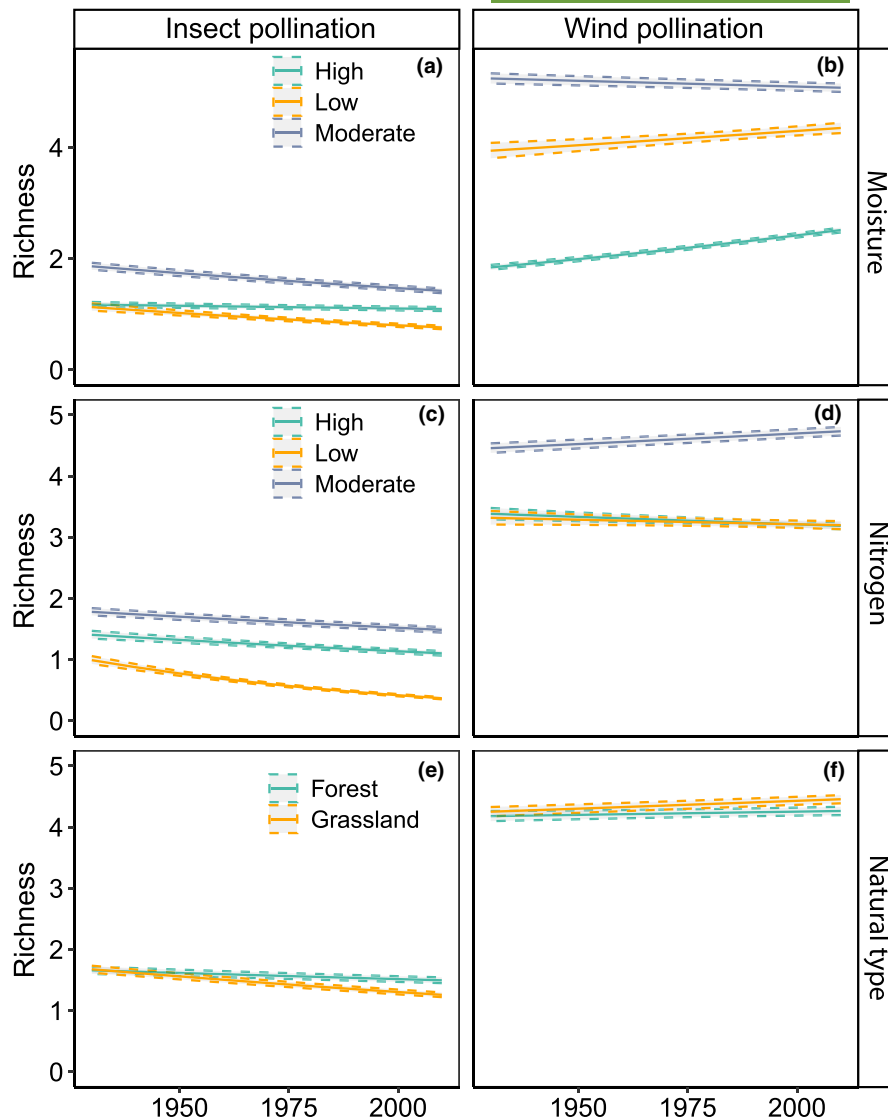 Insect pollination
Wind pollination
Richness
4
2
0
High
Low
Moderate
(a)
(b)
Moisture
Richness
5
4
3
2
1
0
High
Low
Moderate
(c)
(d)
Nitrogen
Richness
5
4
3
2
1
0
Forest
Grassland
(e)
(f)
Natural type
1950 1975 2000
1950 1975 2000